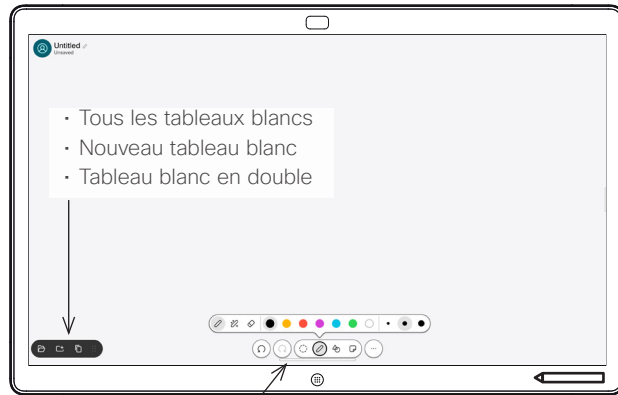 Untitled
Unsaved
· Tous les tableaux blancs
· Nouveau tableau blanc
· Tableau blanc en double